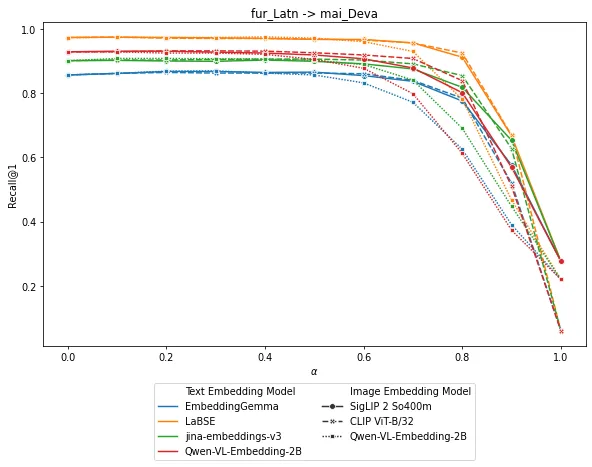 fur_Latn -> mai_Deva
Recall@1
1.0
0.8
0.6
0.4
0.2
0.0 0.2 0.4 0.6 0.8 1.0
α
Text Embedding Model
EmbeddingGemma
LaBSE
jina-embeddings-v3
Qwen-VL-Embedding-2B
Image Embedding Model
SigLIP 2 So400m
CLIP ViT-B/32
Qwen-VL-Embedding-2B